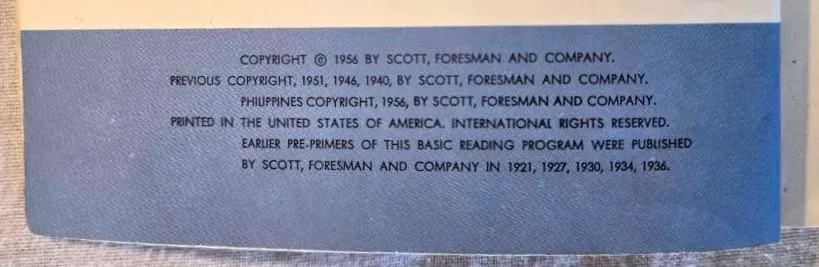 COPYRIGHT © 1956 BY SCOTT, FORESMAN AND COMPANY.
PREVIOUS COPYRIGHT, 1951, 1946, 1940, BY SCOTT, FORESMAN AND COMPANY.
PHILIPPINES COPYRIGHT, 1956, BY SCOTT, FORESMAN AND COMPANY.
PRINTED IN THE UNITED STATES OF AMERICA. INTERNATIONAL RIGHTS RESERVED.
EARLIER PRE-PRIMERS OF THIS BASIC READING PROGRAM WERE PUBLISHED
BY SCOTT, FORESMAN AND COMPANY IN 1921, 1927, 1930, 1934, 1936.